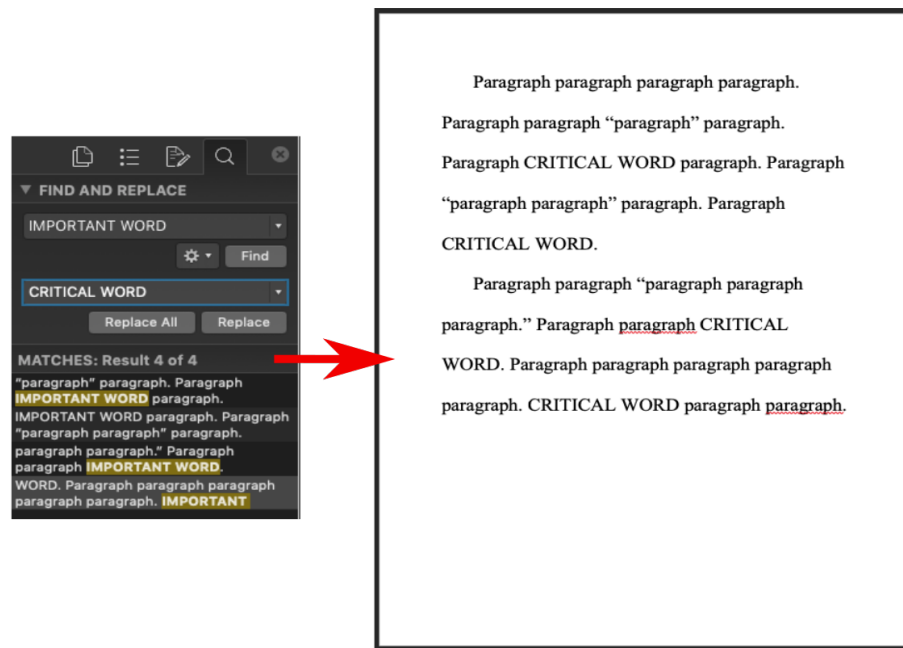 FIND AND REPLACE
IMPORTANT WORD
Find
CRITICAL WORD
Replace All Replace
MATCHES: Result 4 of 4
"paragraph" paragraph. Paragraph
IMPORTANT WORD paragraph.
IMPORTANT WORD paragraph. Paragraph
"paragraph paragraph" paragraph.
paragraph paragraph." Paragraph
paragraph IMPORTANT WORD.
WORD. Paragraph paragraph paragraph
paragraph paragraph. IMPORTANT
Paragraph paragraph paragraph paragraph.
Paragraph paragraph “paragraph” paragraph.
Paragraph CRITICAL WORD paragraph. Paragraph
“paragraph paragraph” paragraph. Paragraph
CRITICAL WORD.
Paragraph paragraph “paragraph paragraph
paragraph.” Paragraph paragraph CRITICAL
WORD. Paragraph paragraph paragraph paragraph
paragraph. CRITICAL WORD paragraph paragraph.